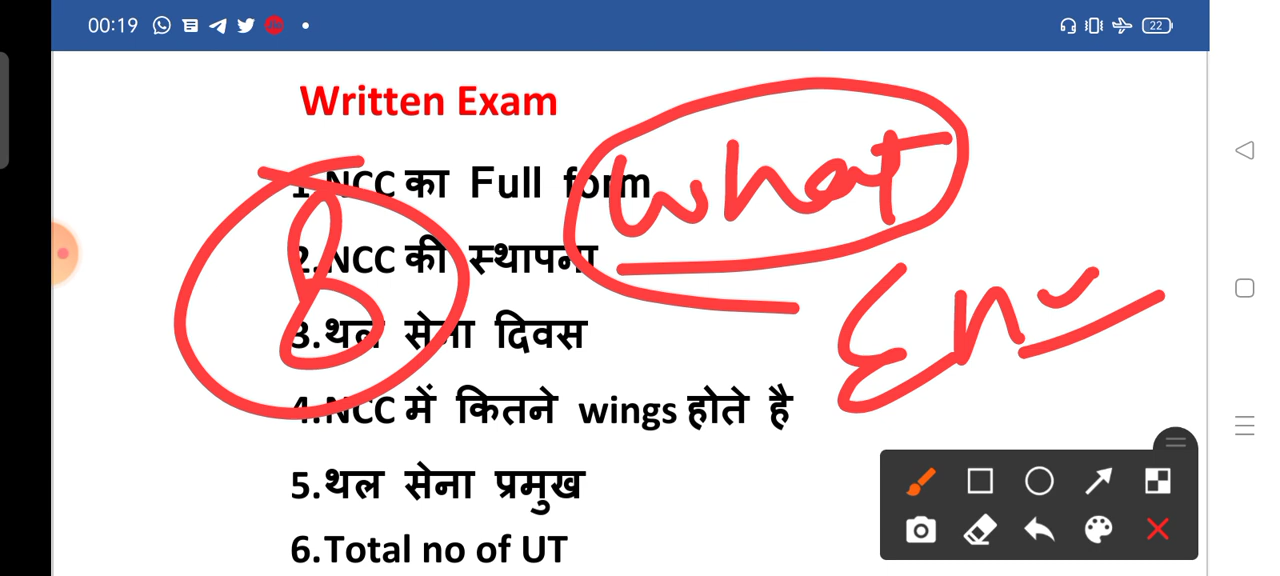 00:19
22
Written Exam
1.NCC का Full form
what
2.NCC की स्थापना
8
3.थल सेना दिवस
4.NCC में कितने wings होते है
5.थल सेना प्रमुख
6.Total no of UT